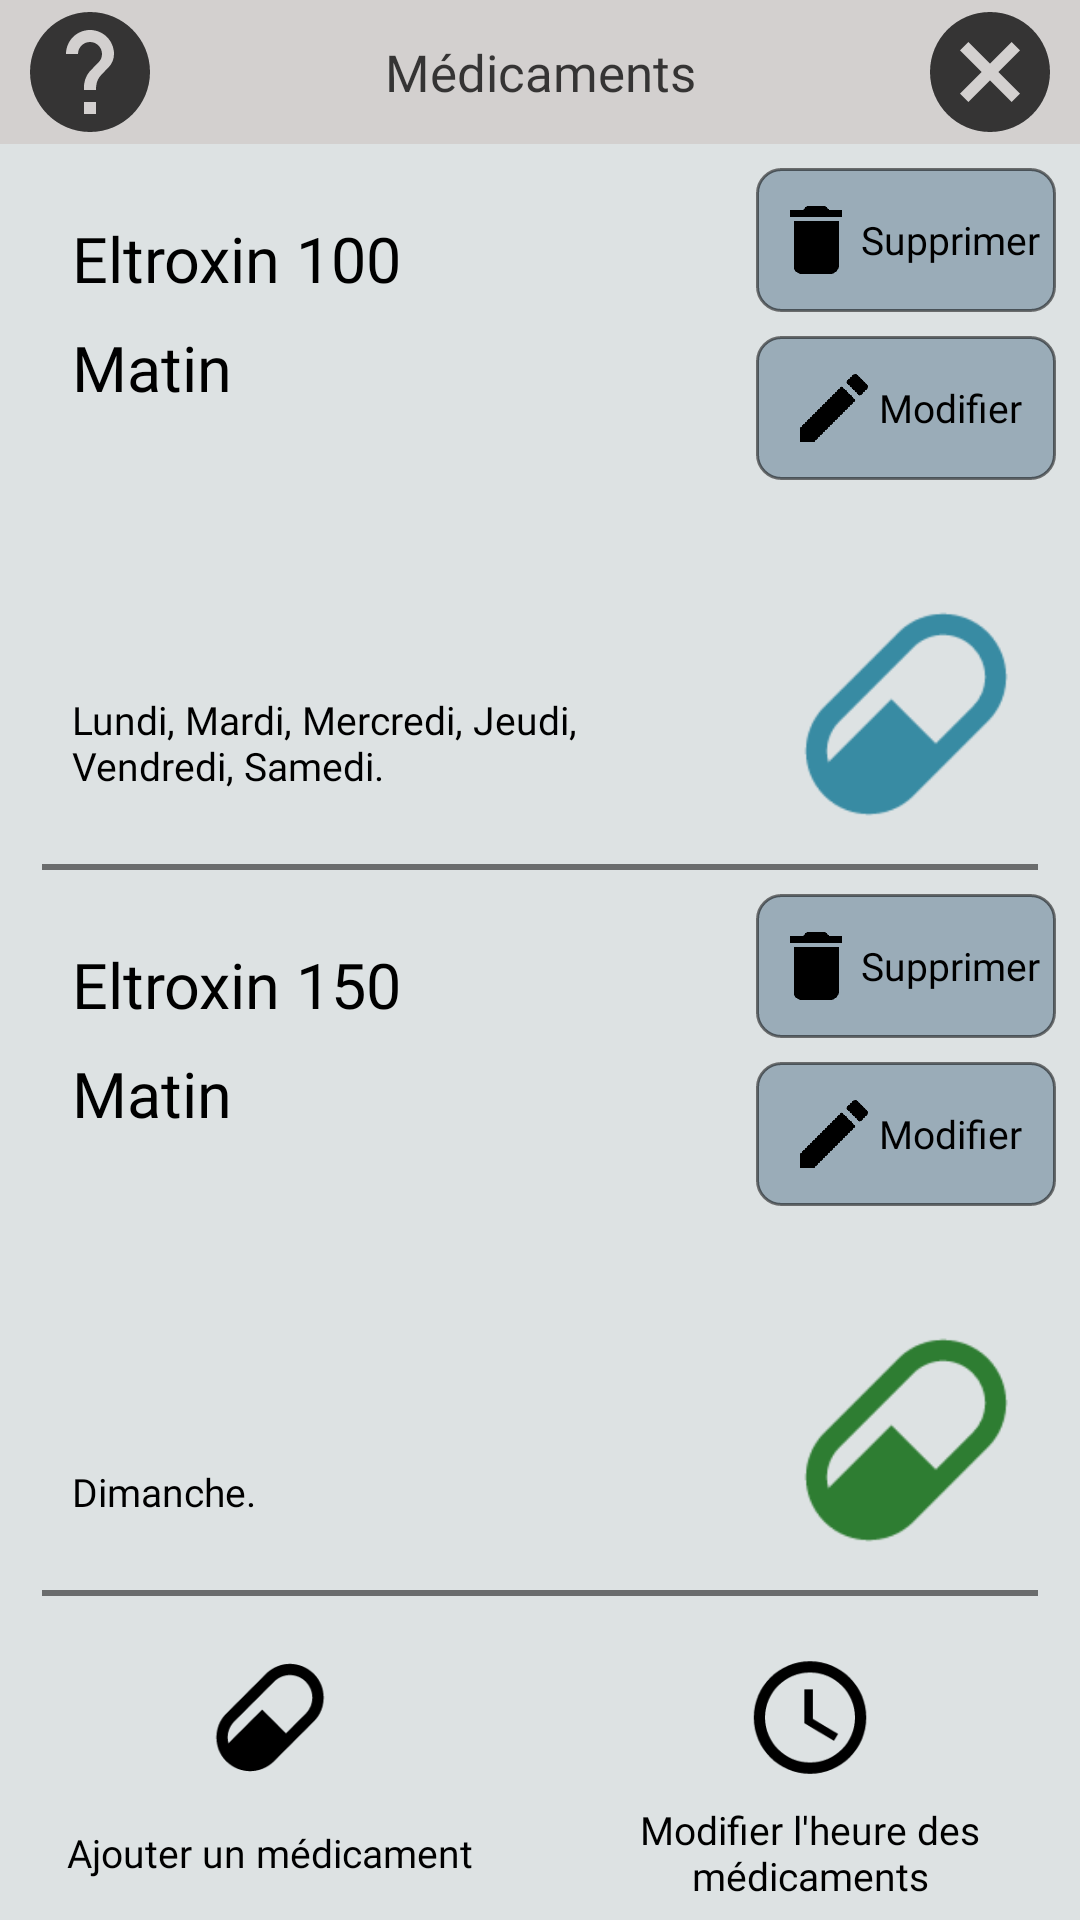 Médicaments
Eltroxin 100
Supprimer
Matin
Modifier
Lundi, Mardi, Mercredi, Jeudi,
Vendredi, Samedi.
Eltroxin 150
Supprimer
Matin
Modifier
Dimanche.
Ajouter un médicament
Modifier l'heure des
médicaments